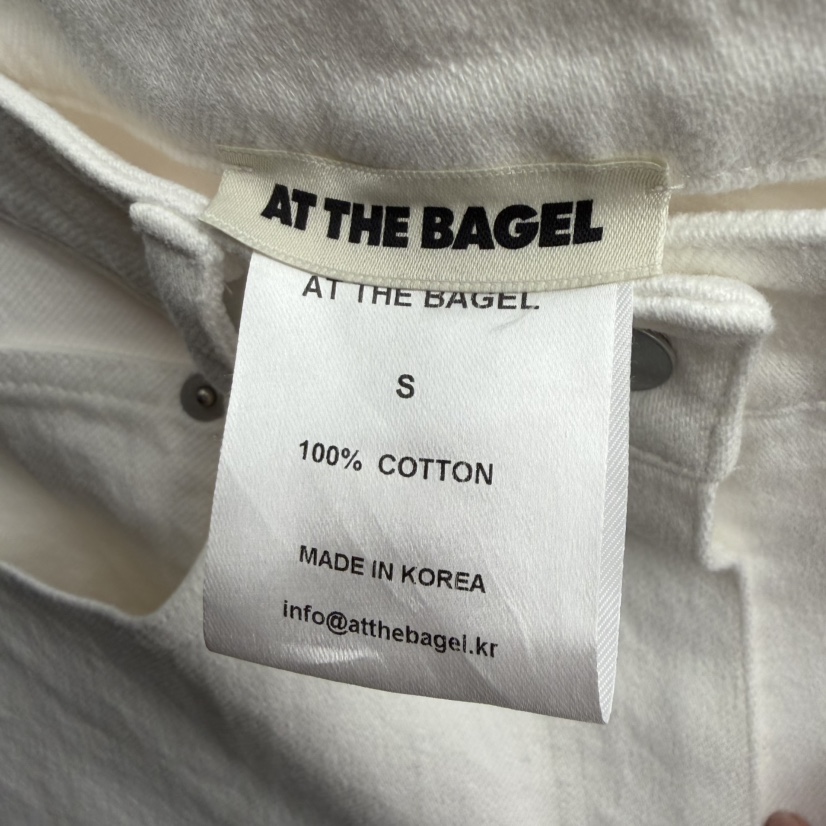 AT THE BAGEL
AT THE BAGEL
S
100% COTTON
MADE IN KOREA
info@atthebagel.kr